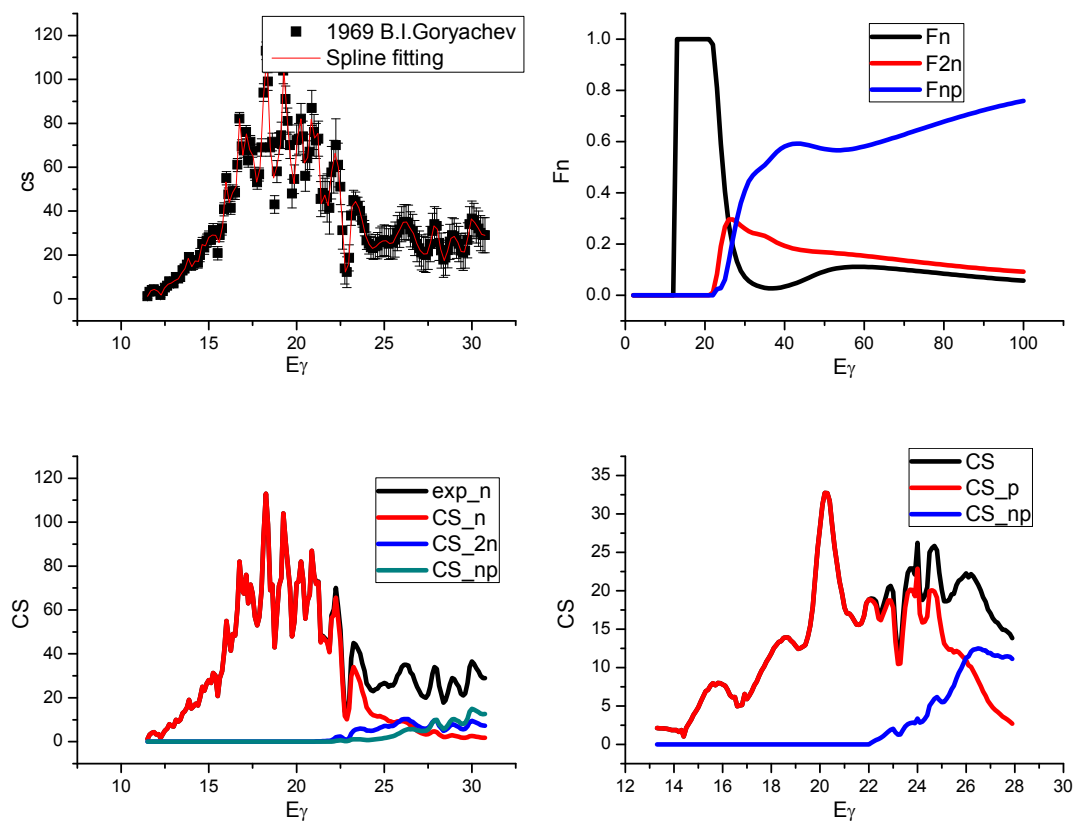 1969 B.I.Goryachev
Spline fitting
cs
120
100
80
60
40
20
0
10 15 20 25 30
Eγ
Fn
F2n
Fnp
Fn
1.0
0.8
0.6
0.4
0.2
0.0
0 20 40 60 80 100
Eγ
exp_n
CS_n
CS_2n
CS_np
CS
120
100
80
60
40
20
0
10 15 20 25 30
Eγ
CS
CS_p
CS_np
CS
35
30
25
20
15
10
5
0
12 14 16 18 20 22 24 26 28 30
Eγ